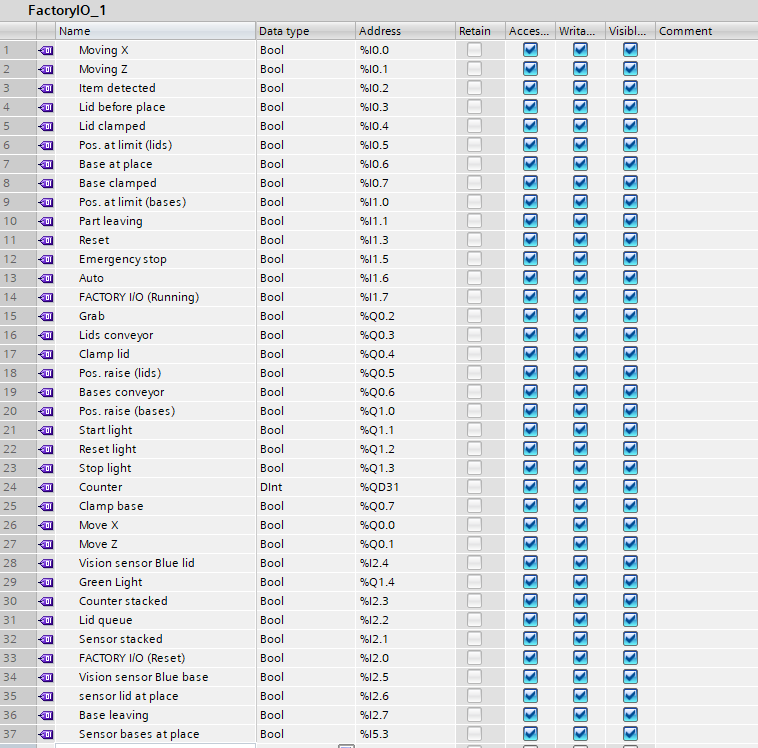 FactoryIO_1
Name Data type Address Retain Acces... Writa... Visibl... Comment
1 Moving X Bool %I0.0
2 Moving Z Bool %I0.1
3 Item detected Bool %I0.2
4 Lid before place Bool %I0.3
5 Lid clamped Bool %I0.4
6 Pos. at limit (lids) Bool %I0.5
7 Base at place Bool %I0.6
8 Base clamped Bool %I0.7
9 Pos. at limit (bases) Bool %I1.0
10 Part leaving Bool %I1.1
11 Reset Bool %I1.3
12 Emergency stop Bool %I1.5
13 Auto Bool %I1.6
14 FACTORY I/O (Running) Bool %I1.7
15 Grab Bool %Q0.2
16 Lids conveyor Bool %Q0.3
17 Clamp lid Bool %Q0.4
18 Pos. raise (lids) Bool %Q0.5
19 Bases conveyor Bool %Q0.6
20 Pos. raise (bases) Bool %Q1.0
21 Start light Bool %Q1.1
22 Reset light Bool %Q1.2
23 Stop light Bool %Q1.3
24 Counter DInt %QD31
25 Clamp base Bool %Q0.7
26 Move X Bool %Q0.0
27 Move Z Bool %Q0.1
28 Vision sensor Blue lid Bool %I2.4
29 Green Light Bool %Q1.4
30 Counter stacked Bool %I2.3
31 Lid queue Bool %I2.2
32 Sensor stacked Bool %I2.1
33 FACTORY I/O (Reset) Bool %I2.0
34 Vision sensor Blue base Bool %I2.5
35 sensor lid at place Bool %I2.6
36 Base leaving Bool %I2.7
37 Sensor bases at place Bool %I5.3